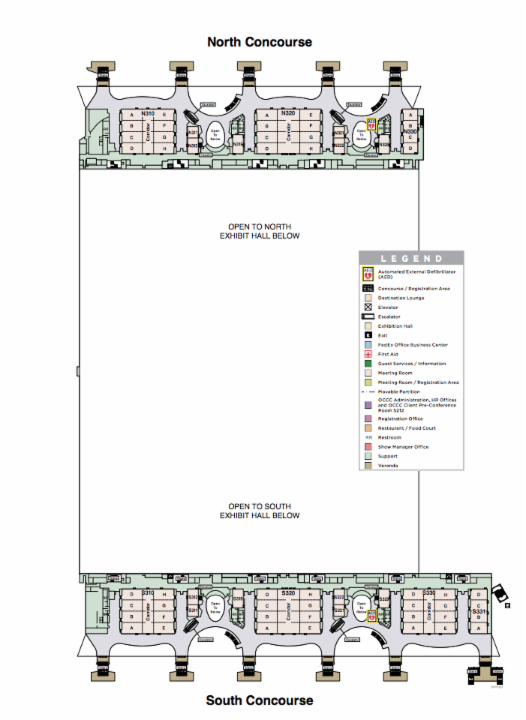 North Concourse
N310
N320
N330
A E
B F
C G
D H
Corridor
Open
To
Below
A E
B F
C G
D H
Corridor
Open
To
Below
A
B
C
D
OPEN TO NORTH
EXHIBIT HALL BELOW
LEGEND
Automated External Defibrillator
(AED)
Concourse / Registration Area
Destination Lounge
Elevator
Escalator
Exhibition Hall
Exit
FedEx Office Business Center
First Aid
Guest Services / Information
Meeting Room
Meeting Room / Registration Area
Movable Partition
OCCC Administration, HR Offices
and OCCC Client Pre-Conference
Room S212
Registration Office
Restaurant / Food Court
Restroom
Show Manager Office
Support
Veranda
OPEN TO SOUTH
EXHIBIT HALL BELOW
S310
S320
S330
S331
D H
C G
B F
A E
Corridor
Open
To
Below
D H
C G
B F
A E
Corridor
Open
To
Below
D H
C G
B F
A E
Corridor
D
C
B
A
South Concourse